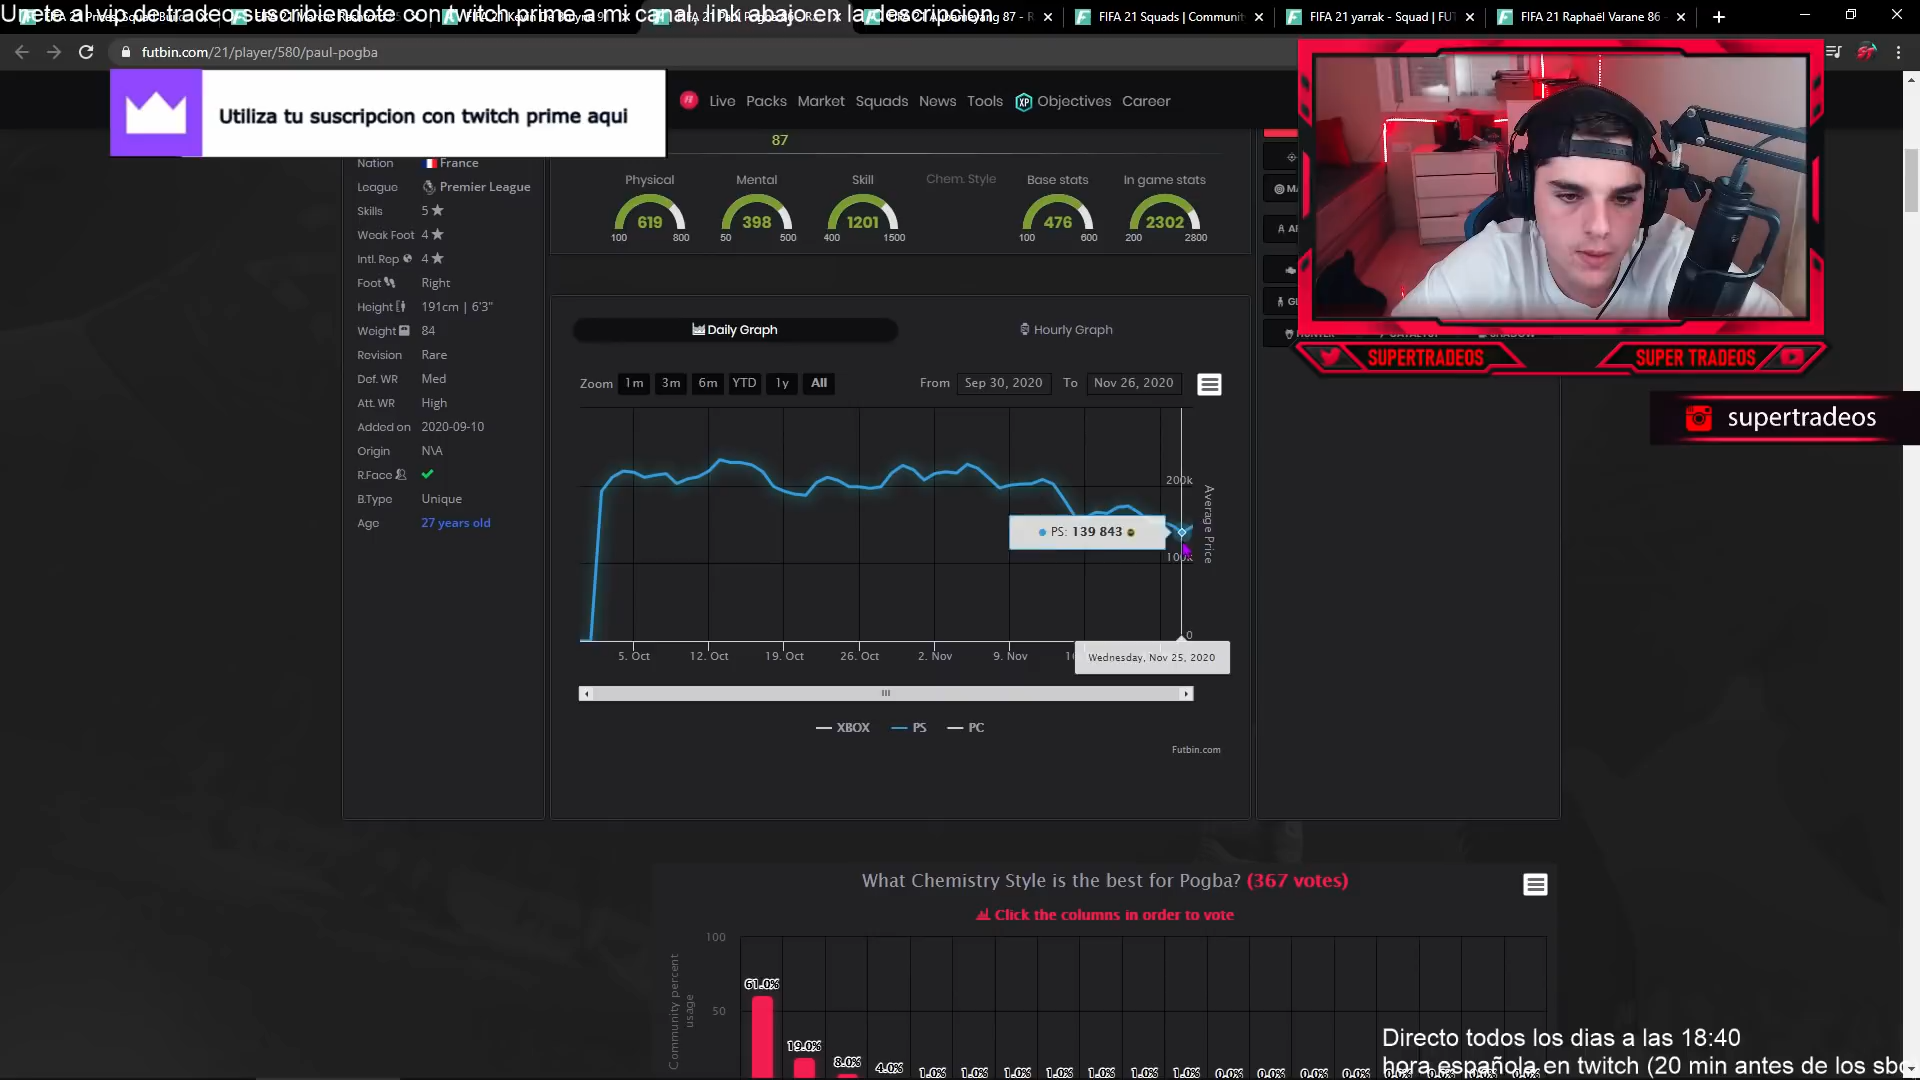 Unete al vip de tradeos suscribiendote con twitch prime a mi canal, link abajo en la descripcion
FIFA 21 Squads | Communit
FIFA 21 yarrak - Squad | FUT
FIFA 21 Raphaël Varane 86 -
futbin.com/21/player/580/paul-pogba
Utiliza tu suscripcion con twitch prime aqui
Live Packs Market Squads News Tools XP Objectives Career
87
Nation France
League Premier League
Skills 5
Weak Foot 4
Intl. Rep 4
Foot Right
Height 191cm | 6'3"
Weight 84
Revision Rare
Def. WR Med
Att. WR High
Added on 2020-09-10
Origin N\A
R.Face
B.Type Unique
Age 27 years old
Physical Mental Skill Chem. Style Base stats In game stats
619 398 1201 476 2302
100 800 50 500 400 1500 100 600 200 2800
Daily Graph Hourly Graph
Zoom 1m 3m 6m YTD 1y All From Sep 30, 2020 To Nov 26, 2020
200k
PS: 139 843
100k
0
Average Price
5. Oct 12. Oct 19. Oct 26. Oct 2. Nov 9. Nov
Wednesday, Nov 25, 2020
XBOX PS PC
Futbin.com
SUPERTRADEOS
SUPER TRADEOS
supertradeos
What Chemistry Style is the best for Pogba? (367 votes)
Click the columns in order to vote
Community percent usage
100
50
61.0% 19.0% 8.0% 4.0% 1.0% 1.0% 1.0% 1.0% 1.0% 1.0% 1.0% 0.0% 0.0% 0.0% 0.0%
Directo todos los dias a las 18:40
hora española en twitch (20 min antes de los sbc